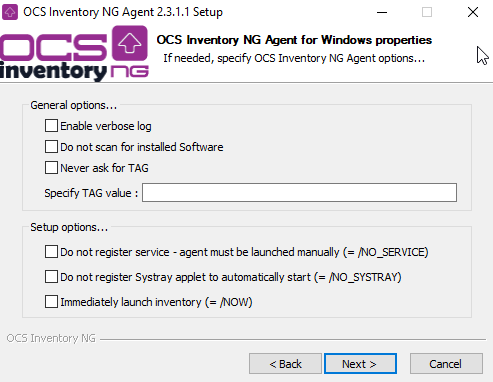 OCS Inventory NG Agent 2.3.1.1 Setup
OCS
inventory NG
OCS Inventory NG Agent for Windows properties
If needed, specify OCS Inventory NG Agent options...
General options...
Enable verbose log
Do not scan for installed Software
Never ask for TAG
Specify TAG value :
Setup options...
Do not register service - agent must be launched manually (= /NO_SERVICE)
Do not register Systray applet to automatically start (= /NO_SYSTRAY)
Immediately launch inventory (= /NOW)
OCS Inventory NG
< Back Next > Cancel